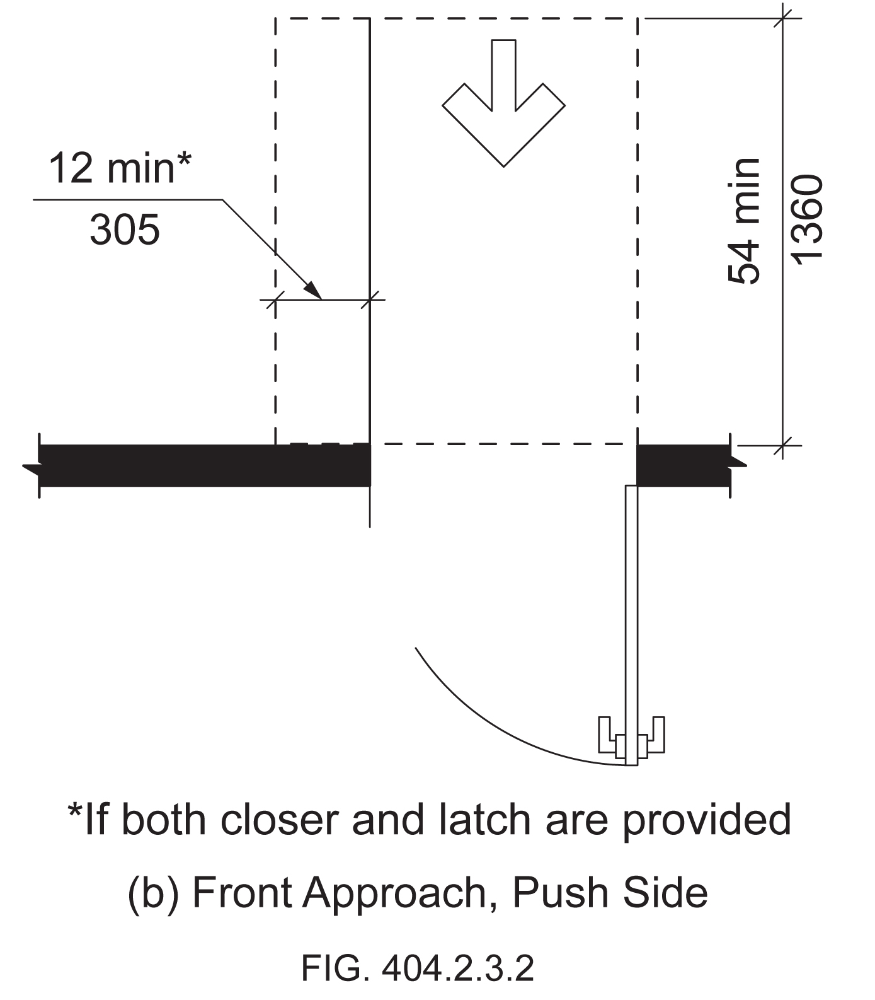 12 min*
305
54 min
1360
*If both closer and latch are provided
(b) Front Approach, Push Side
FIG. 404.2.3.2